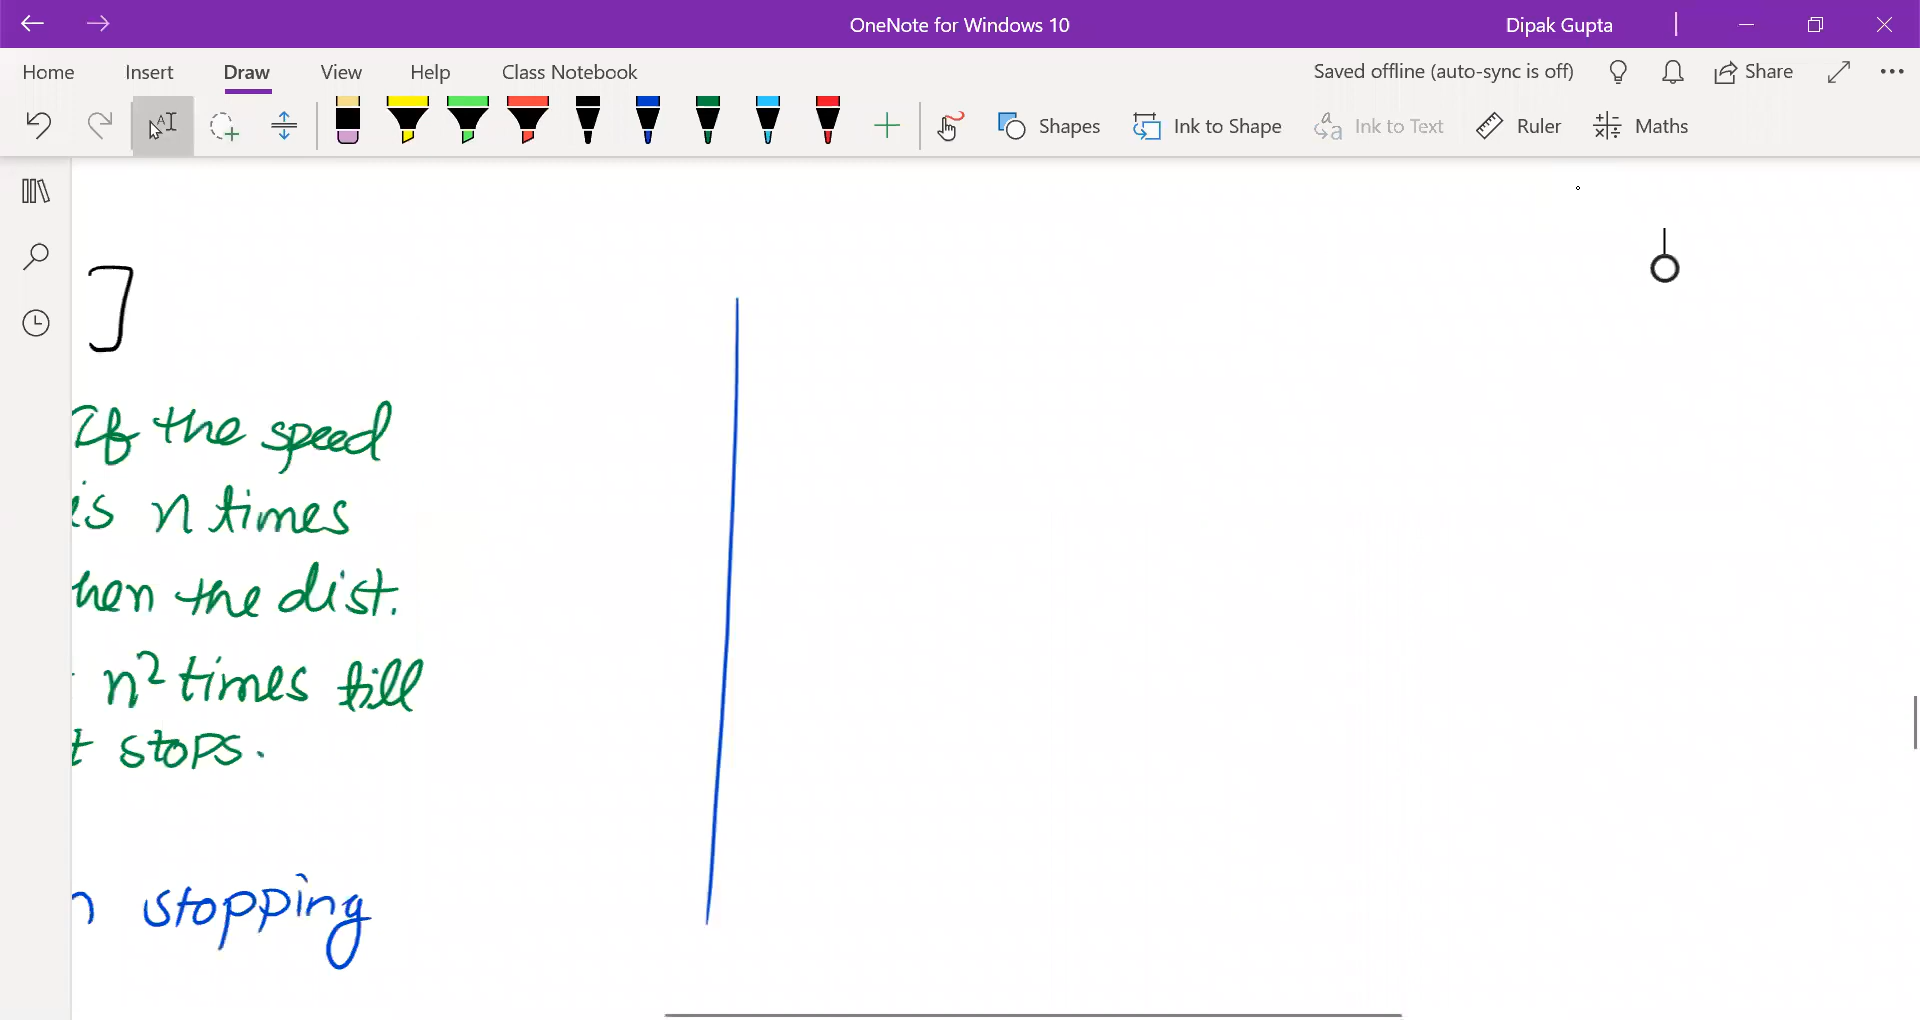 OneNote for Windows 10
Dipak Gupta
Home Insert Draw View Help Class Notebook
Saved offline (auto-sync is off) Share
Shapes Ink to Shape Ink to Text Ruler Maths
]
If the speed
is n times
the dist.
n² times till
stops.
stopping